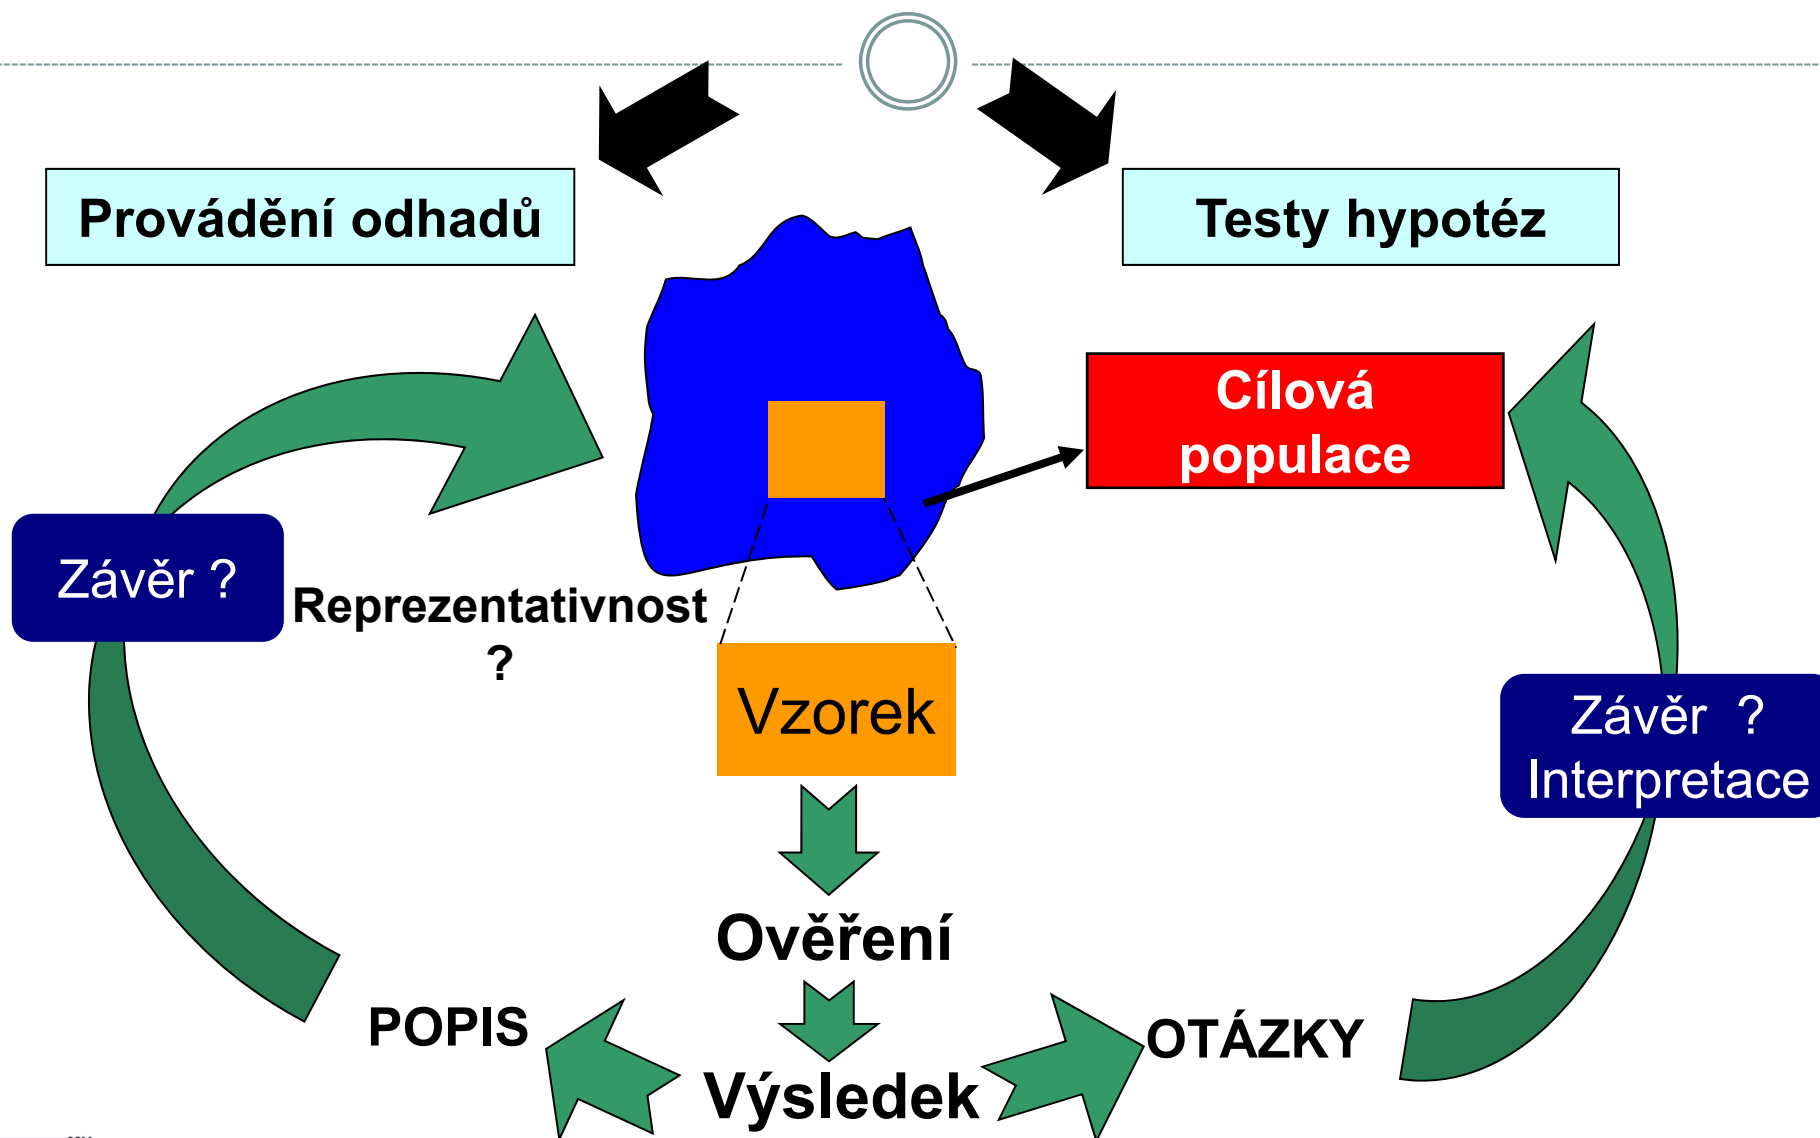 Provádění odhadů
Testy hypotéz
Cílová
populace
Závěr ?
Reprezentativnost
?
Vzorek
Závěr ?
Interpretace
Ověření
POPIS
OTÁZKY
Výsledek